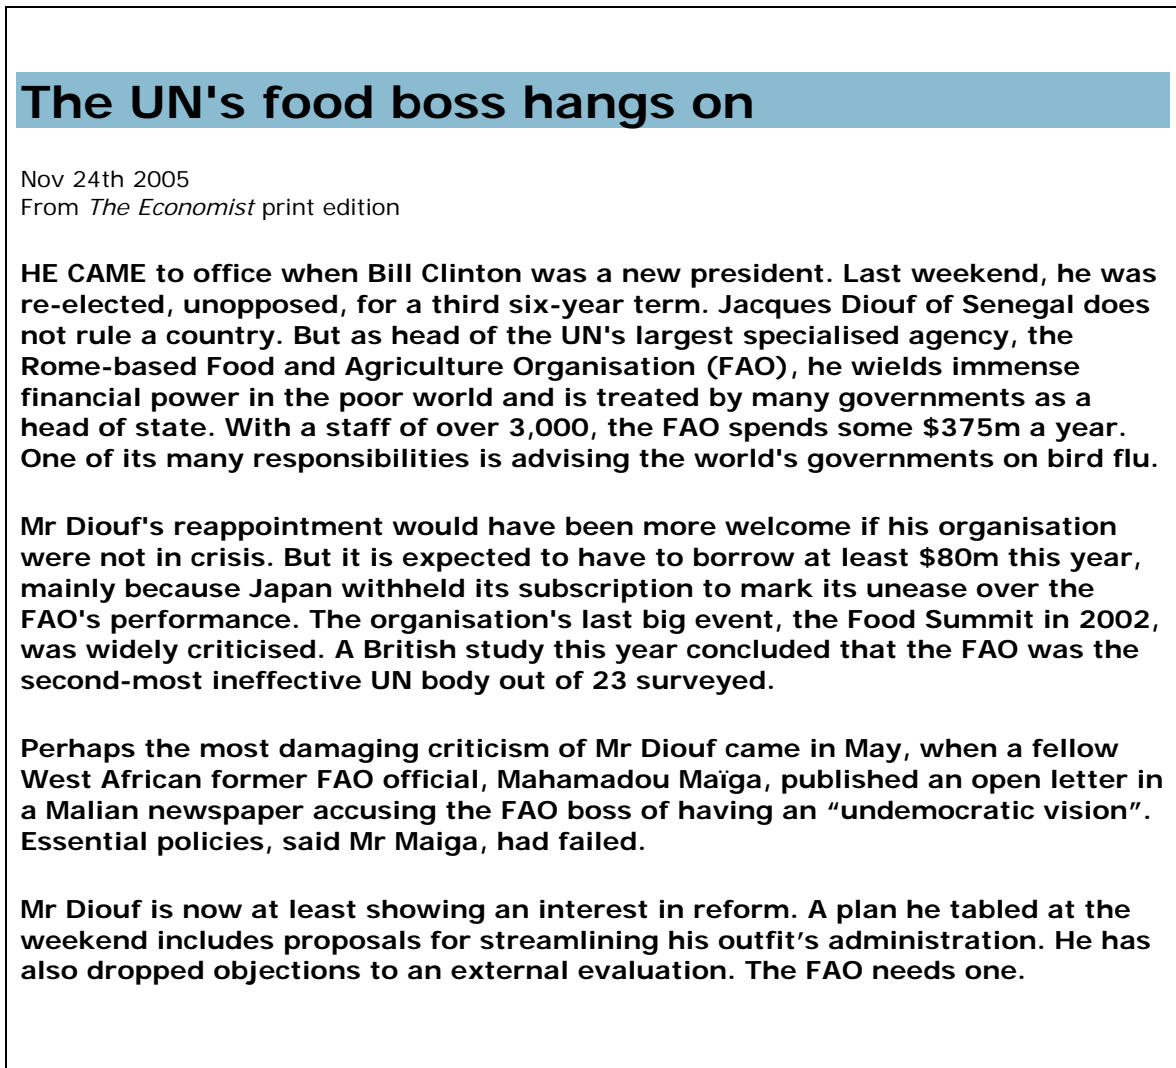 The UN's food boss hangs on
Nov 24th 2005
From The Economist print edition
HE CAME to office when Bill Clinton was a new president. Last weekend, he was
re-elected, unopposed, for a third six-year term. Jacques Diouf of Senegal does
not rule a country. But as head of the UN's largest specialised agency, the
Rome-based Food and Agriculture Organisation (FAO), he wields immense
financial power in the poor world and is treated by many governments as a
head of state. With a staff of over 3,000, the FAO spends some $375m a year.
One of its many responsibilities is advising the world's governments on bird flu.
Mr Diouf's reappointment would have been more welcome if his organisation
were not in crisis. But it is expected to have to borrow at least $80m this year,
mainly because Japan withheld its subscription to mark its unease over the
FAO's performance. The organisation's last big event, the Food Summit in 2002,
was widely criticised. A British study this year concluded that the FAO was the
second-most ineffective UN body out of 23 surveyed.
Perhaps the most damaging criticism of Mr Diouf came in May, when a fellow
West African former FAO official, Mahamadou Maïga, published an open letter in
a Malian newspaper accusing the FAO boss of having an “undemocratic vision”.
Essential policies, said Mr Maiga, had failed.
Mr Diouf is now at least showing an interest in reform. A plan he tabled at the
weekend includes proposals for streamlining his outfit’s administration. He has
also dropped objections to an external evaluation. The FAO needs one.